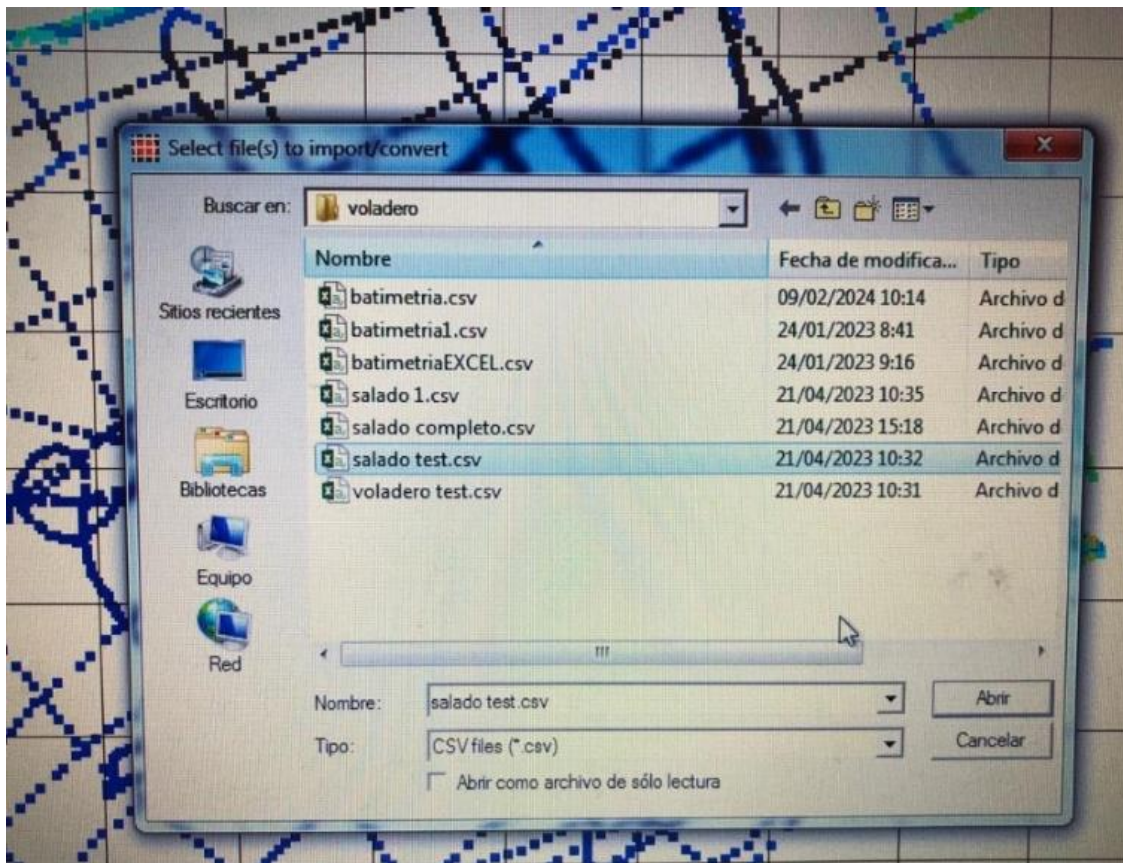 Select file(s) to import/convert
Buscar en: voladero
Nombre Fecha de modifica... Tipo
batimetria.csv 09/02/2024 10:14 Archivo d
batimetria1.csv 24/01/2023 8:41 Archivo d
batimetriaEXCEL.csv 24/01/2023 9:16 Archivo d
salado 1.csv 21/04/2023 10:35 Archivo d
salado completo.csv 21/04/2023 15:18 Archivo d
salado test.csv 21/04/2023 10:32 Archivo d
voladero test.csv 21/04/2023 10:31 Archivo d
Sitios recientes
Escritorio
Bibliotecas
Equipo
Red
Nombre: salado test.csv Abrir
Tipo: CSV files (*.csv) Cancelar
Abrir como archivo de sólo lectura